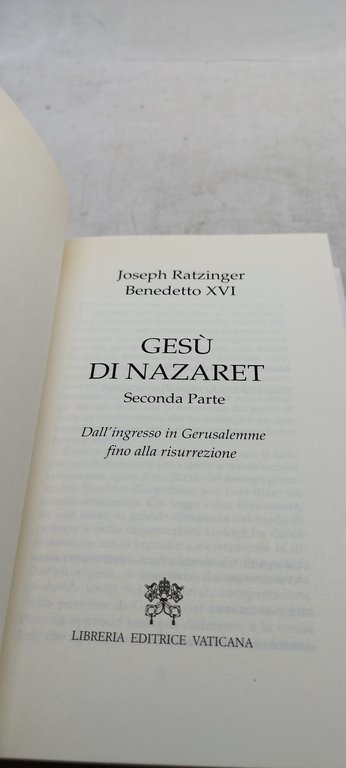 Joseph Ratzinger
Benedetto XVI
GESÙ
DI NAZARET
Seconda Parte
Dall'ingresso in Gerusalemme
fino alla risurrezione
LIBRERIA EDITRICE VATICANA